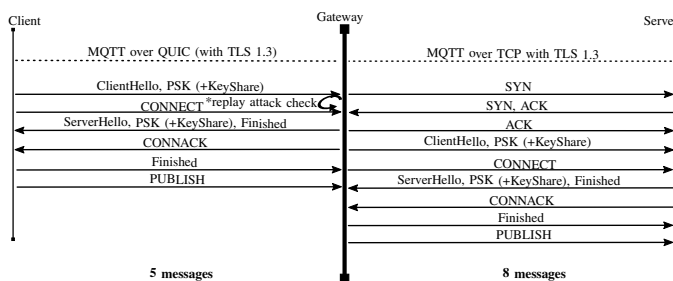 Client
Gateway
Serve
MQTT over QUIC (with TLS 1.3)
MQTT over TCP with TLS 1.3
ClientHello, PSK (+KeyShare)
SYN
*replay attack check
CONNECT
SYN, ACK
ServerHello, PSK (+KeyShare), Finished
ACK
CONNACK
ClientHello, PSK (+KeyShare)
Finished
CONNECT
PUBLISH
ServerHello, PSK (+KeyShare), Finished
CONNACK
Finished
PUBLISH
5 messages
8 messages